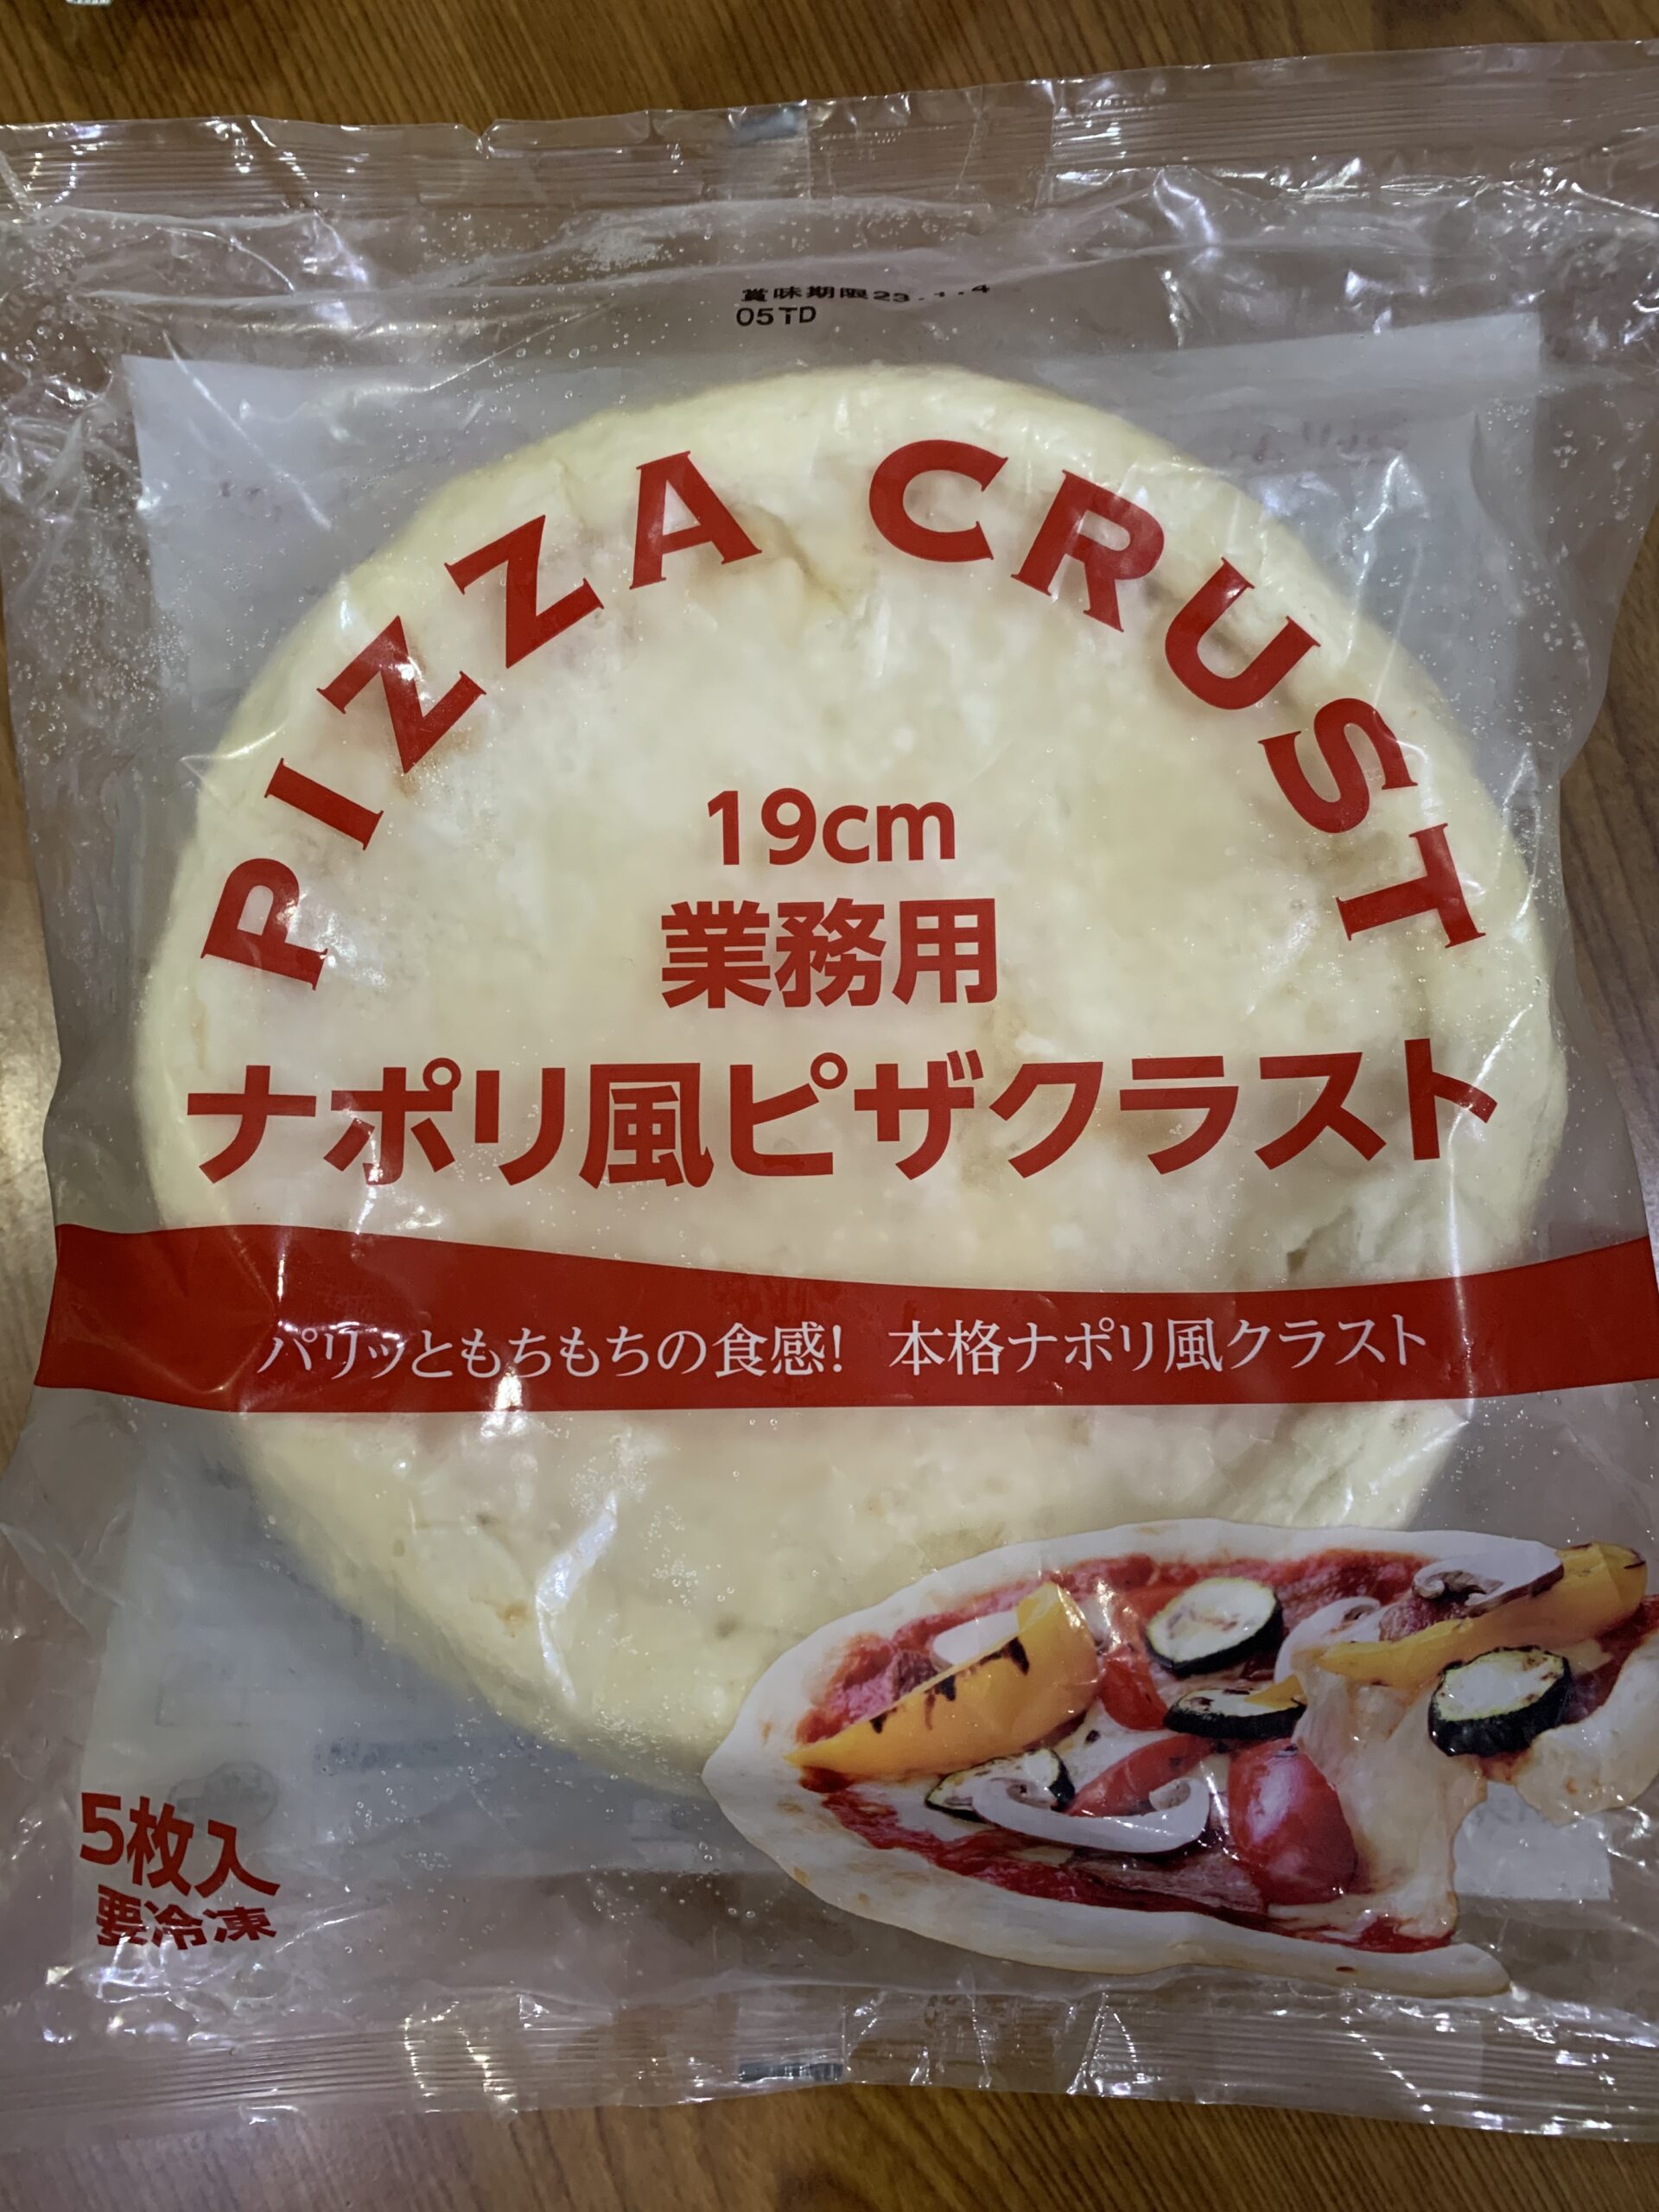 賞味期限23.1.4
05TD
PIZZA CRUST
19cm
業務用
ナポリ風ピザクラスト
パリッともちもちの食感! 本格ナポリ風クラスト
5枚入
要冷凍